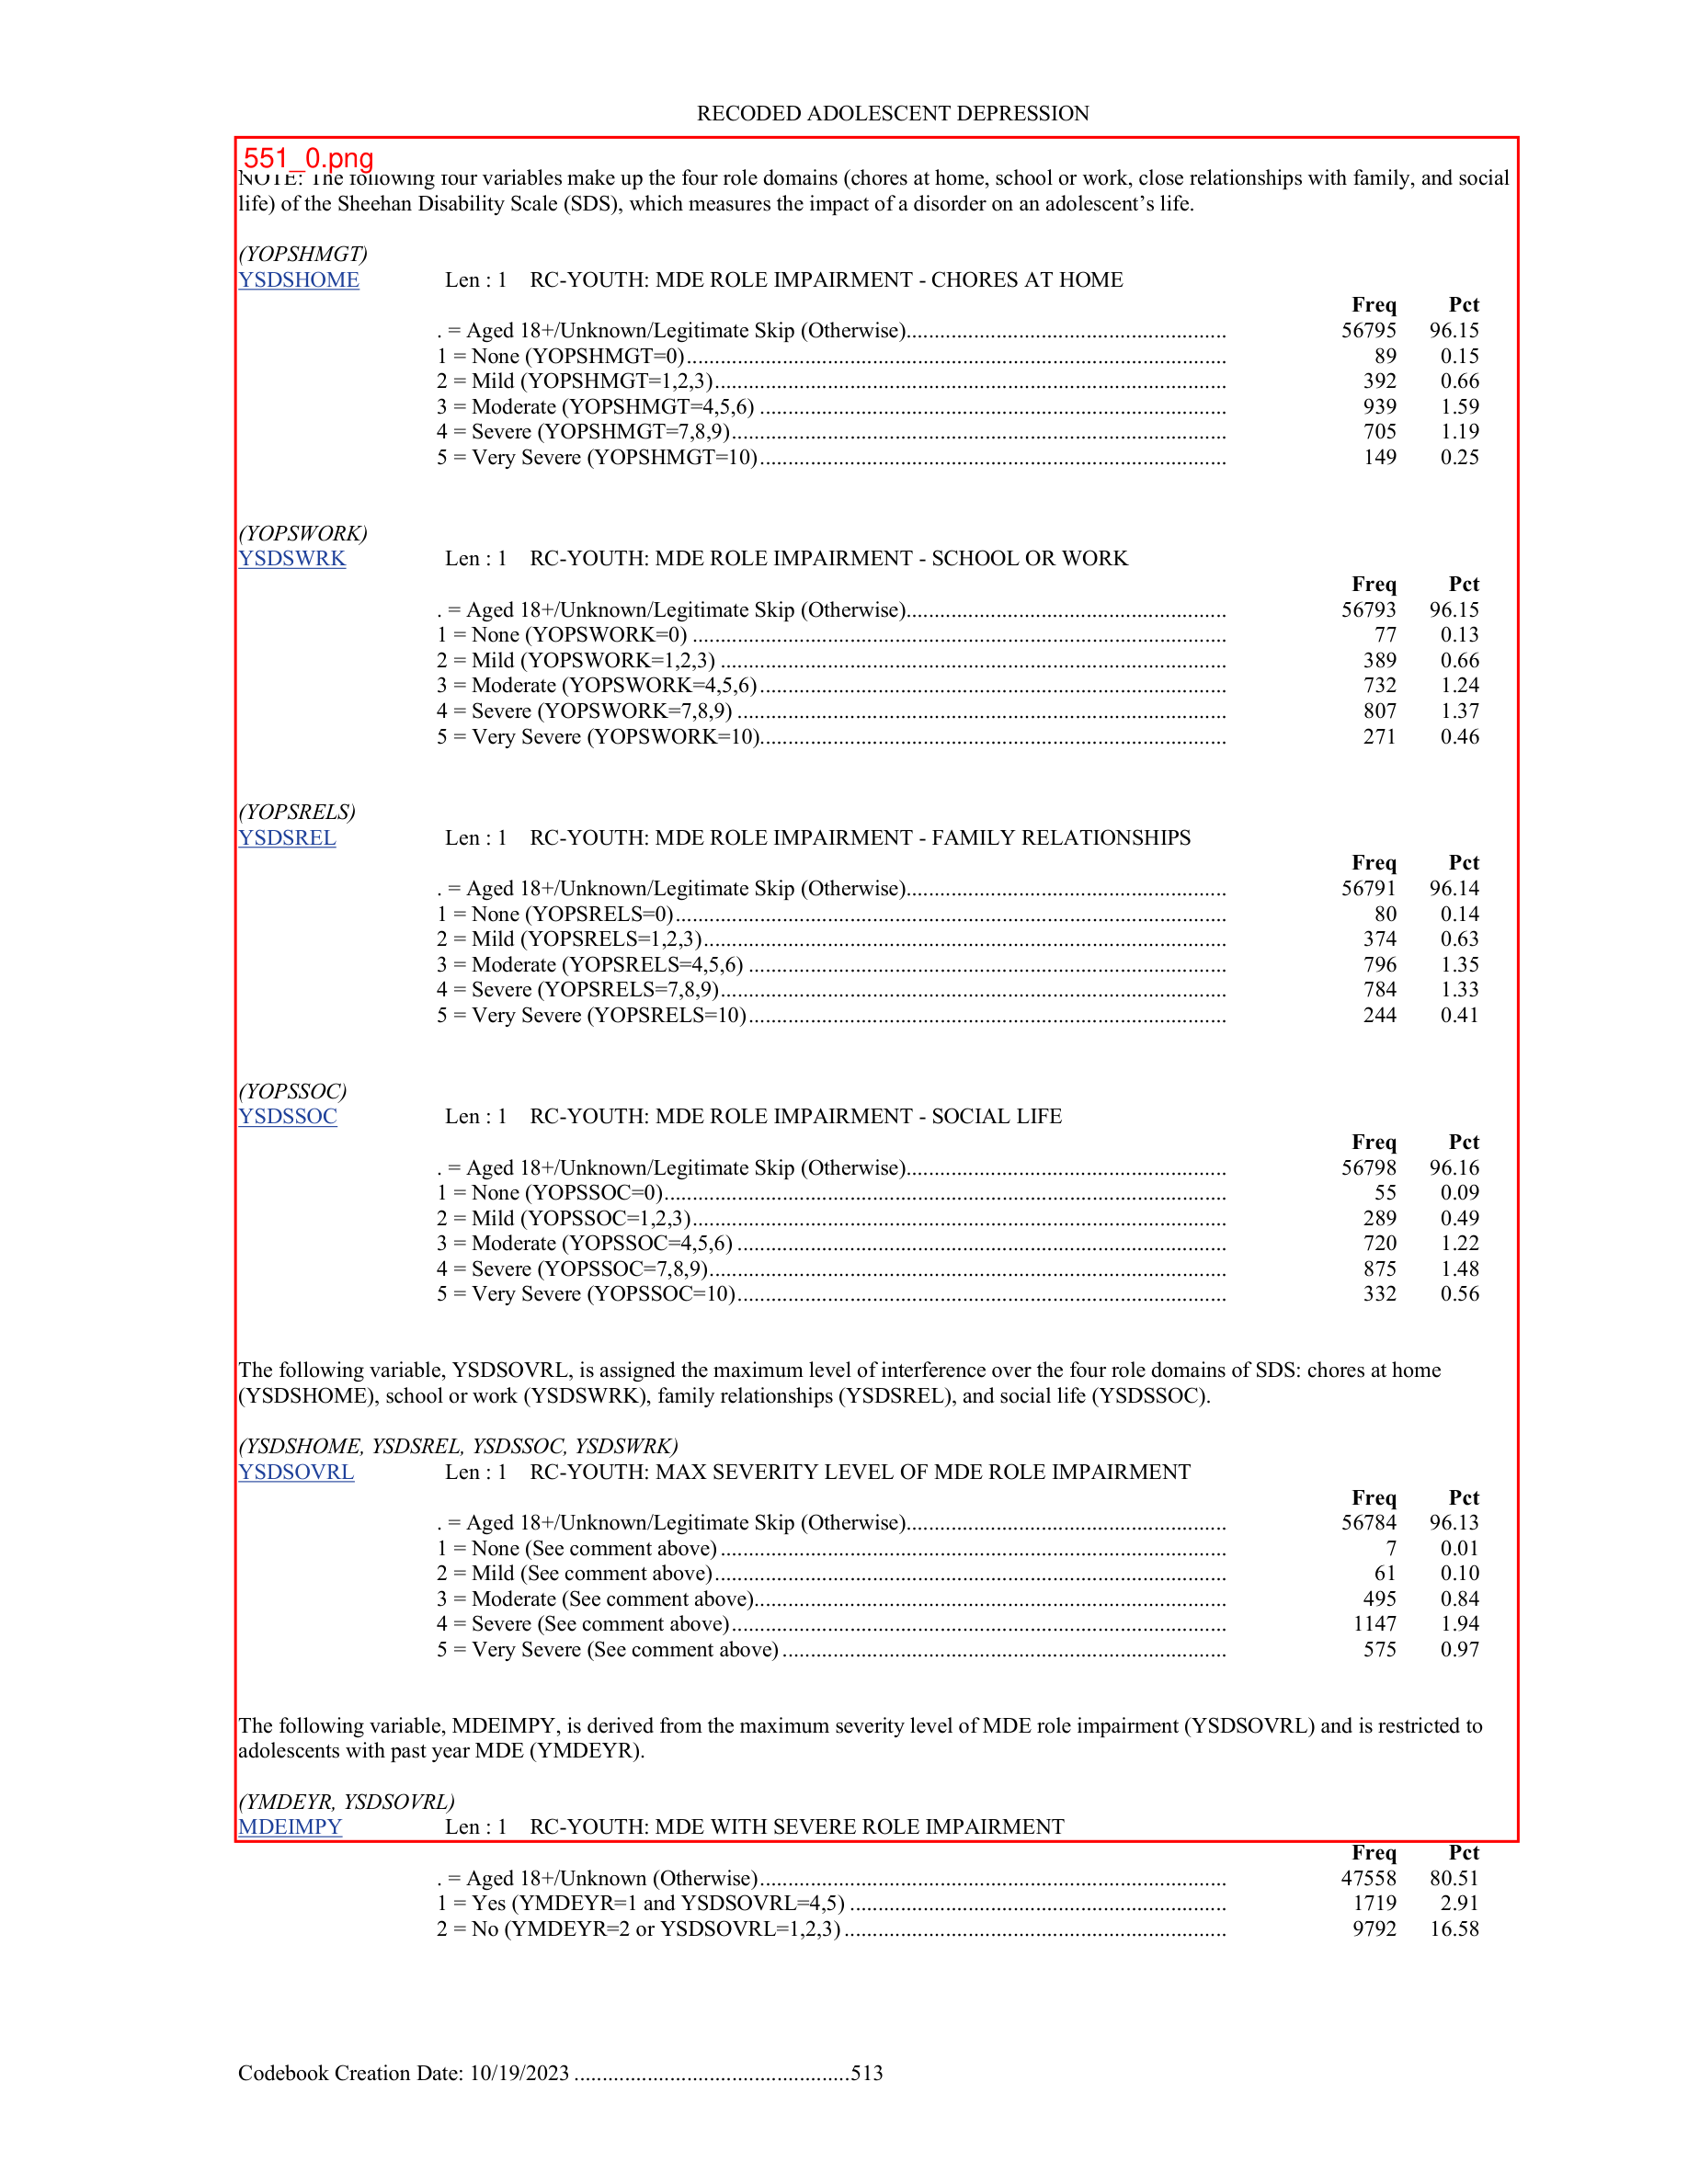 RECODED ADOLESCENT DEPRESSION
551_0.png
NOTE: The following four variables make up the four role domains (chores at home, school or work, close relationships with family, and social
life) of the Sheehan Disability Scale (SDS), which measures the impact of a disorder on an adolescent’s life.
(YOPSHMGT)
YSDSHOME Len : 1 RC-YOUTH: MDE ROLE IMPAIRMENT - CHORES AT HOME
Freq Pct
. = Aged 18+/Unknown/Legitimate Skip (Otherwise)......................................................... 56795 96.15
1 = None (YOPSHMGT=0)................................................................................................ 89 0.15
2 = Mild (YOPSHMGT=1,2,3)........................................................................................... 392 0.66
3 = Moderate (YOPSHMGT=4,5,6) ................................................................................... 939 1.59
4 = Severe (YOPSHMGT=7,8,9)........................................................................................ 705 1.19
5 = Very Severe (YOPSHMGT=10)................................................................................... 149 0.25
(YOPSWORK)
YSDSWRK Len : 1 RC-YOUTH: MDE ROLE IMPAIRMENT - SCHOOL OR WORK
Freq Pct
. = Aged 18+/Unknown/Legitimate Skip (Otherwise)......................................................... 56793 96.15
1 = None (YOPSWORK=0) ............................................................................................... 77 0.13
2 = Mild (YOPSWORK=1,2,3) .......................................................................................... 389 0.66
3 = Moderate (YOPSWORK=4,5,6)................................................................................... 732 1.24
4 = Severe (YOPSWORK=7,8,9) ....................................................................................... 807 1.37
5 = Very Severe (YOPSWORK=10)................................................................................... 271 0.46
(YOPSRELS)
YSDSREL Len : 1 RC-YOUTH: MDE ROLE IMPAIRMENT - FAMILY RELATIONSHIPS
Freq Pct
. = Aged 18+/Unknown/Legitimate Skip (Otherwise)......................................................... 56791 96.14
1 = None (YOPSRELS=0).................................................................................................. 80 0.14
2 = Mild (YOPSRELS=1,2,3)............................................................................................. 374 0.63
3 = Moderate (YOPSRELS=4,5,6) ..................................................................................... 796 1.35
4 = Severe (YOPSRELS=7,8,9).......................................................................................... 784 1.33
5 = Very Severe (YOPSRELS=10)..................................................................................... 244 0.41
(YOPSSOC)
YSDSSOC Len : 1 RC-YOUTH: MDE ROLE IMPAIRMENT - SOCIAL LIFE
Freq Pct
. = Aged 18+/Unknown/Legitimate Skip (Otherwise)......................................................... 56798 96.16
1 = None (YOPSSOC=0).................................................................................................... 55 0.09
2 = Mild (YOPSSOC=1,2,3)............................................................................................... 289 0.49
3 = Moderate (YOPSSOC=4,5,6) ....................................................................................... 720 1.22
4 = Severe (YOPSSOC=7,8,9)............................................................................................ 875 1.48
5 = Very Severe (YOPSSOC=10)....................................................................................... 332 0.56
The following variable, YSDSOVRL, is assigned the maximum level of interference over the four role domains of SDS: chores at home
(YSDSHOME), school or work (YSDSWRK), family relationships (YSDSREL), and social life (YSDSSOC).
(YSDSHOME, YSDSREL, YSDSSOC, YSDSWRK)
YSDSOVRL Len : 1 RC-YOUTH: MAX SEVERITY LEVEL OF MDE ROLE IMPAIRMENT
Freq Pct
. = Aged 18+/Unknown/Legitimate Skip (Otherwise)......................................................... 56784 96.13
1 = None (See comment above).......................................................................................... 7 0.01
2 = Mild (See comment above)........................................................................................... 61 0.10
3 = Moderate (See comment above).................................................................................... 495 0.84
4 = Severe (See comment above)........................................................................................ 1147 1.94
5 = Very Severe (See comment above)............................................................................... 575 0.97
The following variable, MDEIMPY, is derived from the maximum severity level of MDE role impairment (YSDSOVRL) and is restricted to
adolescents with past year MDE (YMDEYR).
(YMDEYR, YSDSOVRL)
MDEIMPY Len : 1 RC-YOUTH: MDE WITH SEVERE ROLE IMPAIRMENT
Freq Pct
. = Aged 18+/Unknown (Otherwise)................................................................................... 47558 80.51
1 = Yes (YMDEYR=1 and YSDSOVRL=4,5) ................................................................... 1719 2.91
2 = No (YMDEYR=2 or YSDSOVRL=1,2,3).................................................................... 9792 16.58
Codebook Creation Date: 10/19/2023 .................................................513